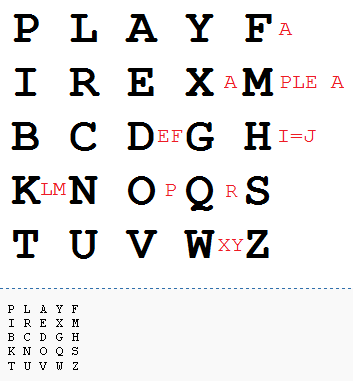 P L A Y F A
I R E X A M PLE A
B C D EF G H I=J
K LM N O P Q R S
T U V W XY Z
P L A Y F
I R E X M
B C D G H
K N O Q S
T U V W Z